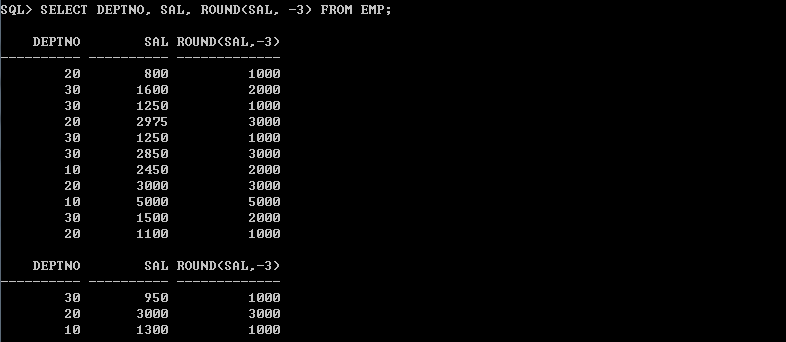 SQL> SELECT DEPTNO, SAL, ROUND(SAL, -3) FROM EMP;
DEPTNO SAL ROUND(SAL,-3)
---------- ---------- -------------
20 800 1000
30 1600 2000
30 1250 1000
20 2975 3000
30 1250 1000
30 2850 3000
10 2450 2000
20 3000 3000
10 5000 5000
30 1500 2000
20 1100 1000
DEPTNO SAL ROUND(SAL,-3)
---------- ---------- -------------
30 950 1000
20 3000 3000
10 1300 1000